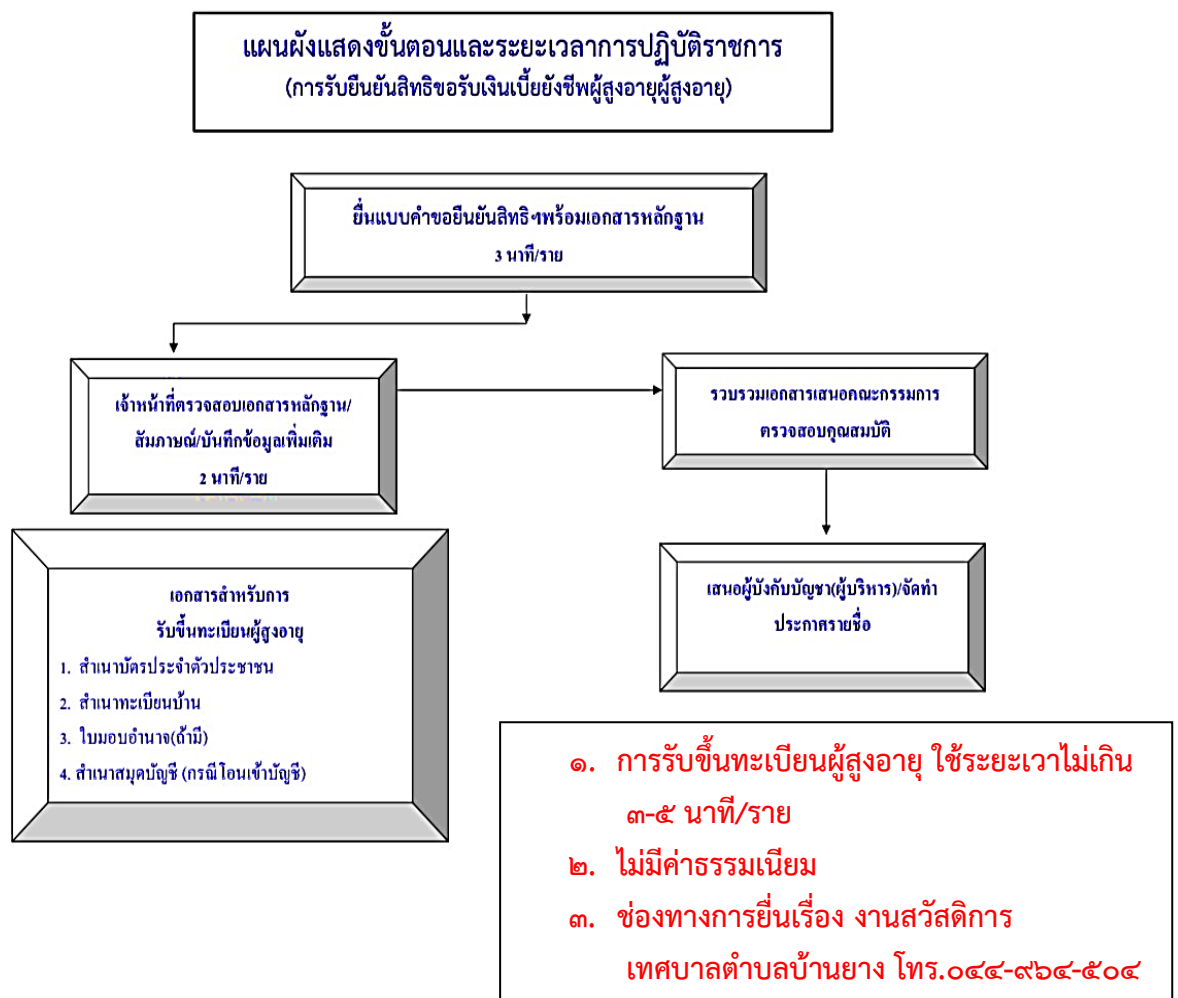 แผนผังแสดงขั้นตอนและระยะเวลาการปฏิบัติราชการ
(การรับยืนยันสิทธิขอรับเงินเบี้ยยังชีพผู้สูงอายุผู้สูงอายุ)
ยื่นแบบคำขอยืนยันสิทธิฯพร้อมเอกสารหลักฐาน
3 นาที/ราย
เจ้าหน้าที่ตรวจสอบเอกสารหลักฐาน/
สัมภาษณ์/บันทึกข้อมูลเพิ่มเติม
2 นาที/ราย
รวบรวมเอกสารเสนอคณะกรรมการ
ตรวจสอบคุณสมบัติ
เสนอผู้บังคับบัญชา(ผู้บริหาร)/จัดทำ
ประกาศรายชื่อ
เอกสารสำหรับการ
รับขึ้นทะเบียนผู้สูงอายุ
1. สำเนาบัตรประจำตัวประชาชน
2. สำเนาทะเบียนบ้าน
3. ใบมอบอำนาจ(ถ้ามี)
4. สำเนาสมุดบัญชี (กรณีโอนเข้าบัญชี)
๑. การรับขึ้นทะเบียนผู้สูงอายุ ใช้ระยะเวาไม่เกิน
๓-๕ นาที/ราย
๒. ไม่มีค่าธรรมเนียม
๓. ช่องทางการยื่นเรื่อง งานสวัสดิการ
เทศบาลตำบลบ้านยาง โทร.๐๔๔-๙๖๔-๕๐๔